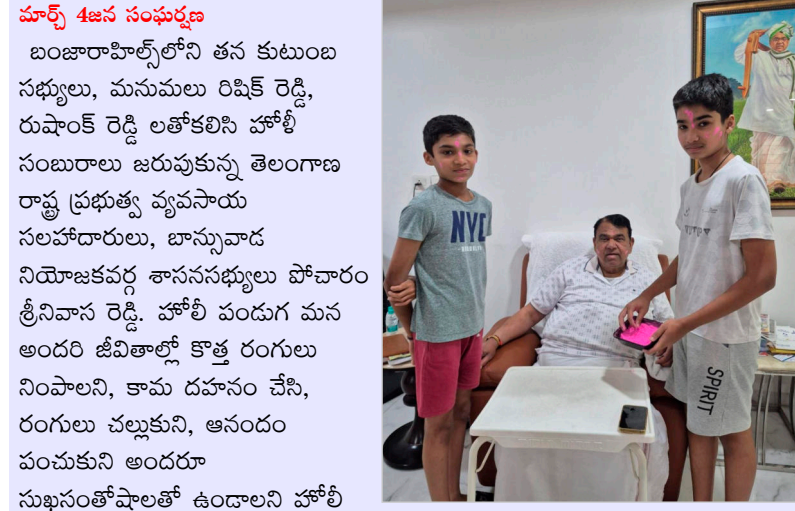 మార్చ్ 4జన సంఘర్షణ
బంజారాహిల్స్‌లోని తన కుటుంబ
సభ్యులు, మనుమలు రిషిక్ రెడ్డి,
రుషాంక్ రెడ్డి లతోకలిసి హోళీ
సంబురాలు జరుపుకున్న తెలంగాణ
రాష్ట్ర ప్రభుత్వ వ్యవసాయ
సలహాదారులు, బాన్సువాడ
నియోజకవర్గ శాసనసభ్యులు పోచారం
శ్రీనివాస రెడ్డి. హోలీ పండుగ మన
అందరి జీవితాల్లో కొత్త రంగులు
నింపాలని, కామ దహనం చేసి,
రంగులు చల్లుకుని, ఆనందం
పంచుకుని అందరూ
సుఖసంతోషాలతో ఉండాలని హోలీ
NYC
SPIRIT